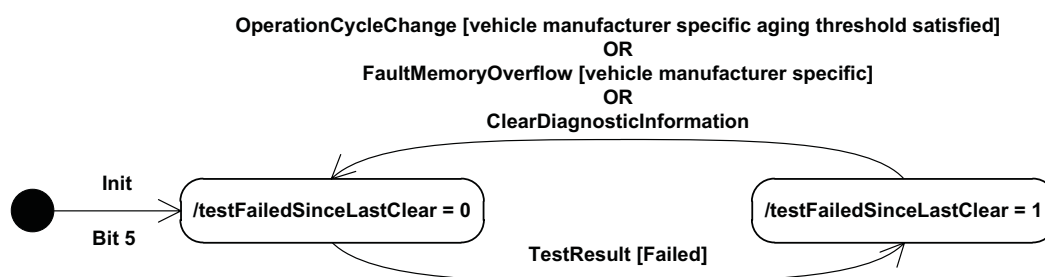 OperationCycleChange [vehicle manufacturer specific aging threshold satisfied]
OR
FaultMemoryOverflow [vehicle manufacturer specific]
OR
ClearDiagnosticInformation
Init
/testFailedSinceLastClear = 0
/testFailedSinceLastClear = 1
Bit 5
TestResult [Failed]